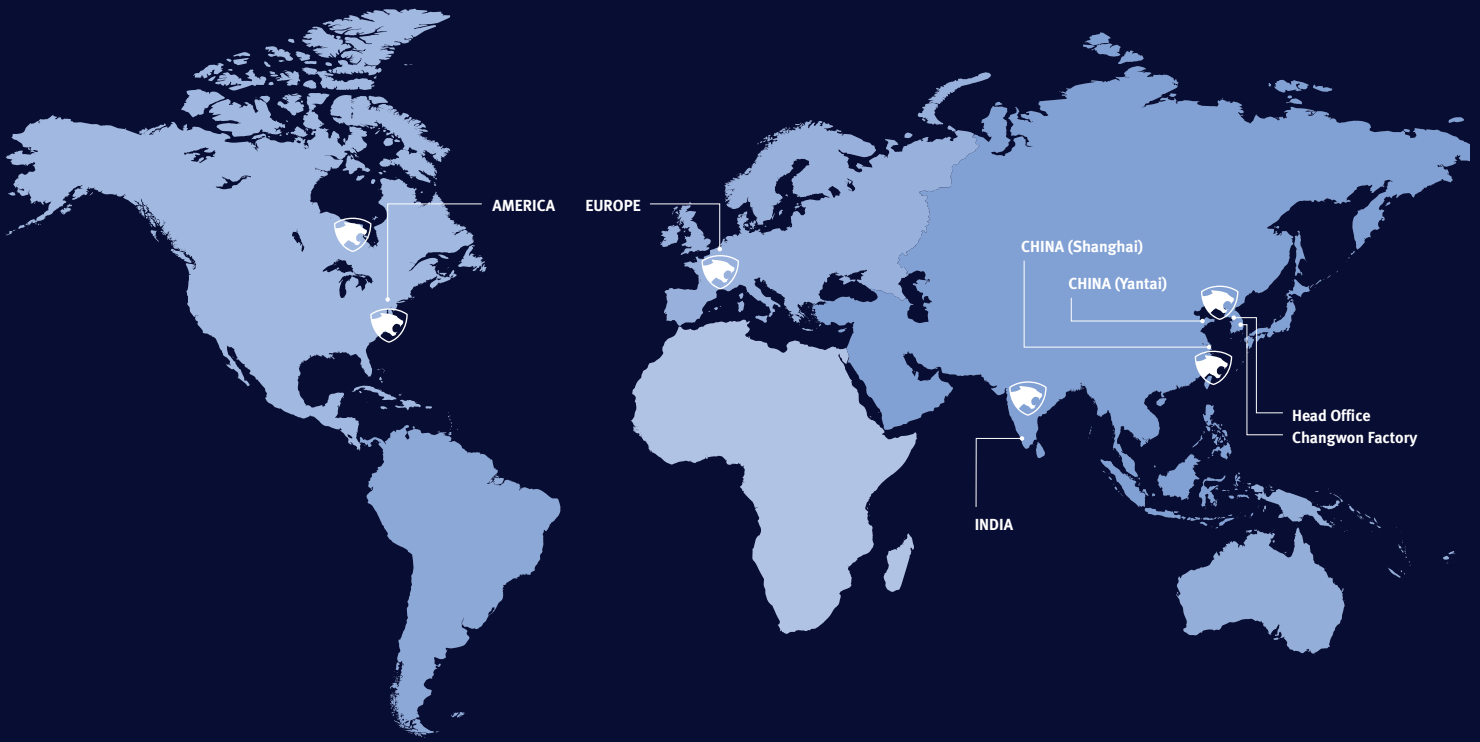 AMERICA
EUROPE
CHINA (Shanghai)
CHINA (Yantai)
Head Office
Changwon Factory
INDIA